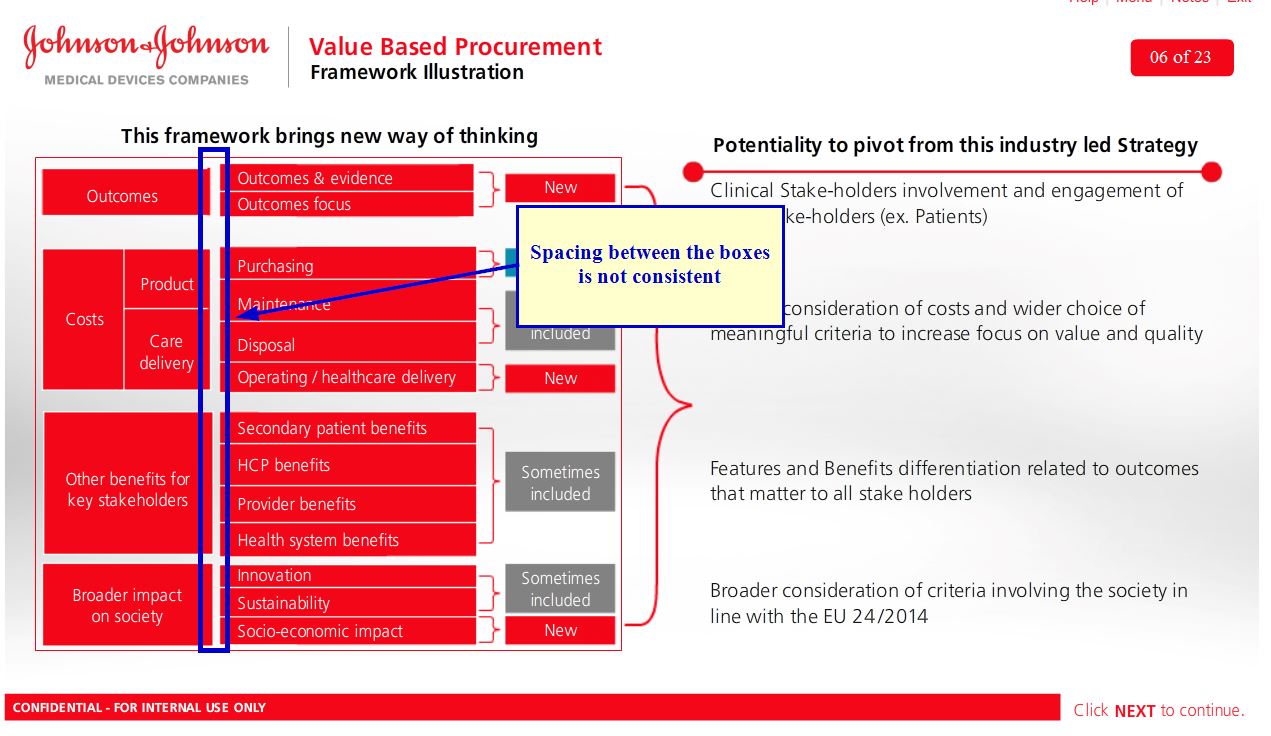 Help | Menu | Notes | Exit
Johnson & Johnson
MEDICAL DEVICES COMPANIES
Value Based Procurement
Framework Illustration
06 of 23
This framework brings new way of thinking
Outcomes
Outcomes & evidence
Outcomes focus
New
Costs
Product
Care
delivery
Purchasing
Maintenance
Disposal
Operating / healthcare delivery
included
New
Other benefits for
key stakeholders
Secondary patient benefits
HCP benefits
Provider benefits
Health system benefits
Sometimes
included
Broader impact
on society
Innovation
Sustainability
Socio-economic impact
Sometimes
included
New
Spacing between the boxes
is not consistent
Potentiality to pivot from this industry led Strategy
Clinical Stake-holders involvement and engagement of
ke-holders (ex. Patients)
consideration of costs and wider choice of
meaningful criteria to increase focus on value and quality
Features and Benefits differentiation related to outcomes
that matter to all stake holders
Broader consideration of criteria involving the society in
line with the EU 24/2014
CONFIDENTIAL - FOR INTERNAL USE ONLY
Click NEXT to continue.